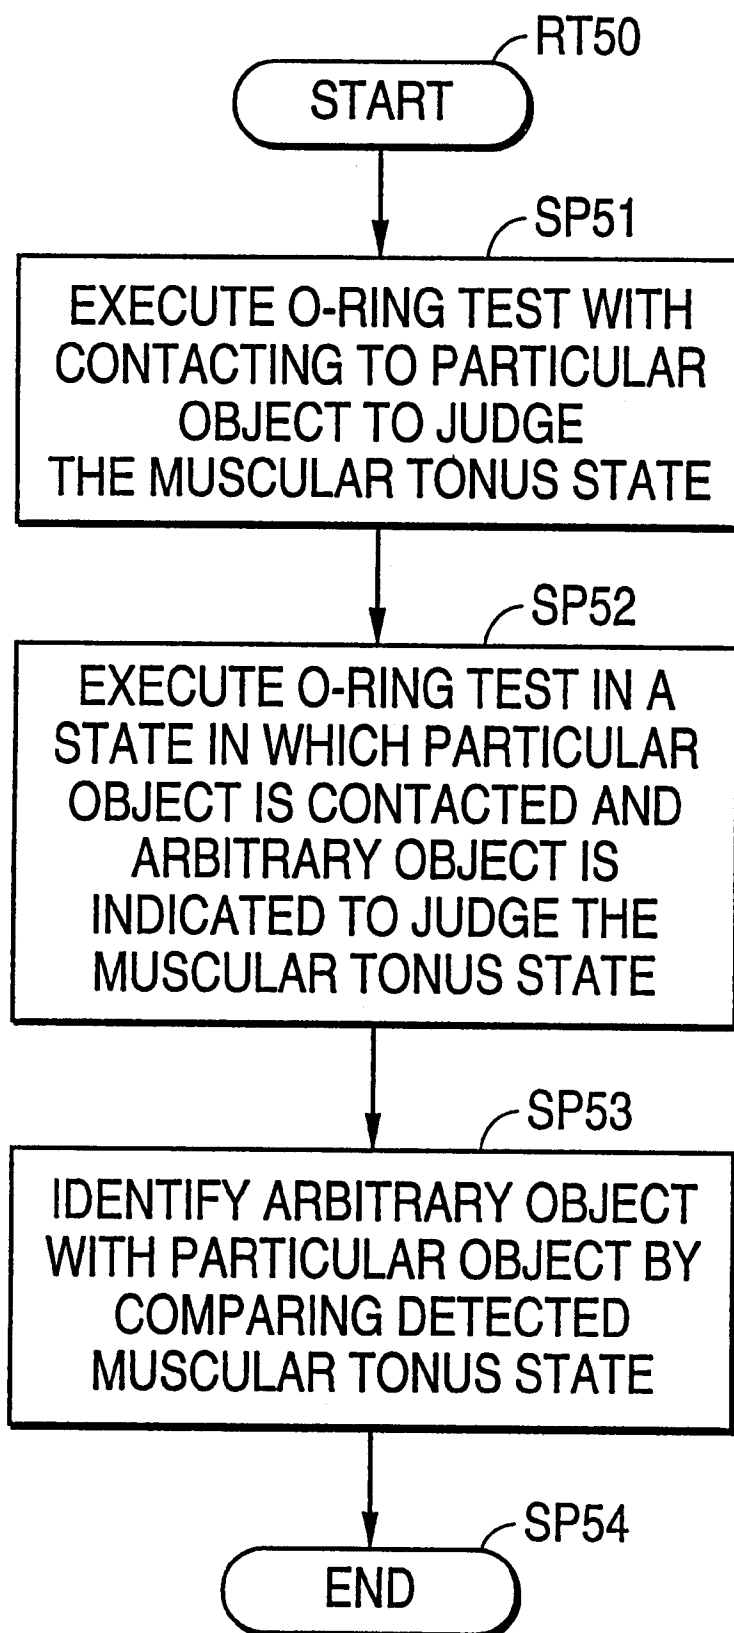 RT50
START
SP51
EXECUTE O-RING TEST WITH
CONTACTING TO PARTICULAR
OBJECT TO JUDGE
THE MUSCULAR TONUS STATE
SP52
EXECUTE O-RING TEST IN A
STATE IN WHICH PARTICULAR
OBJECT IS CONTACTED AND
ARBITRARY OBJECT IS
INDICATED TO JUDGE THE
MUSCULAR TONUS STATE
SP53
IDENTIFY ARBITRARY OBJECT
WITH PARTICULAR OBJECT BY
COMPARING DETECTED
MUSCULAR TONUS STATE
SP54
END